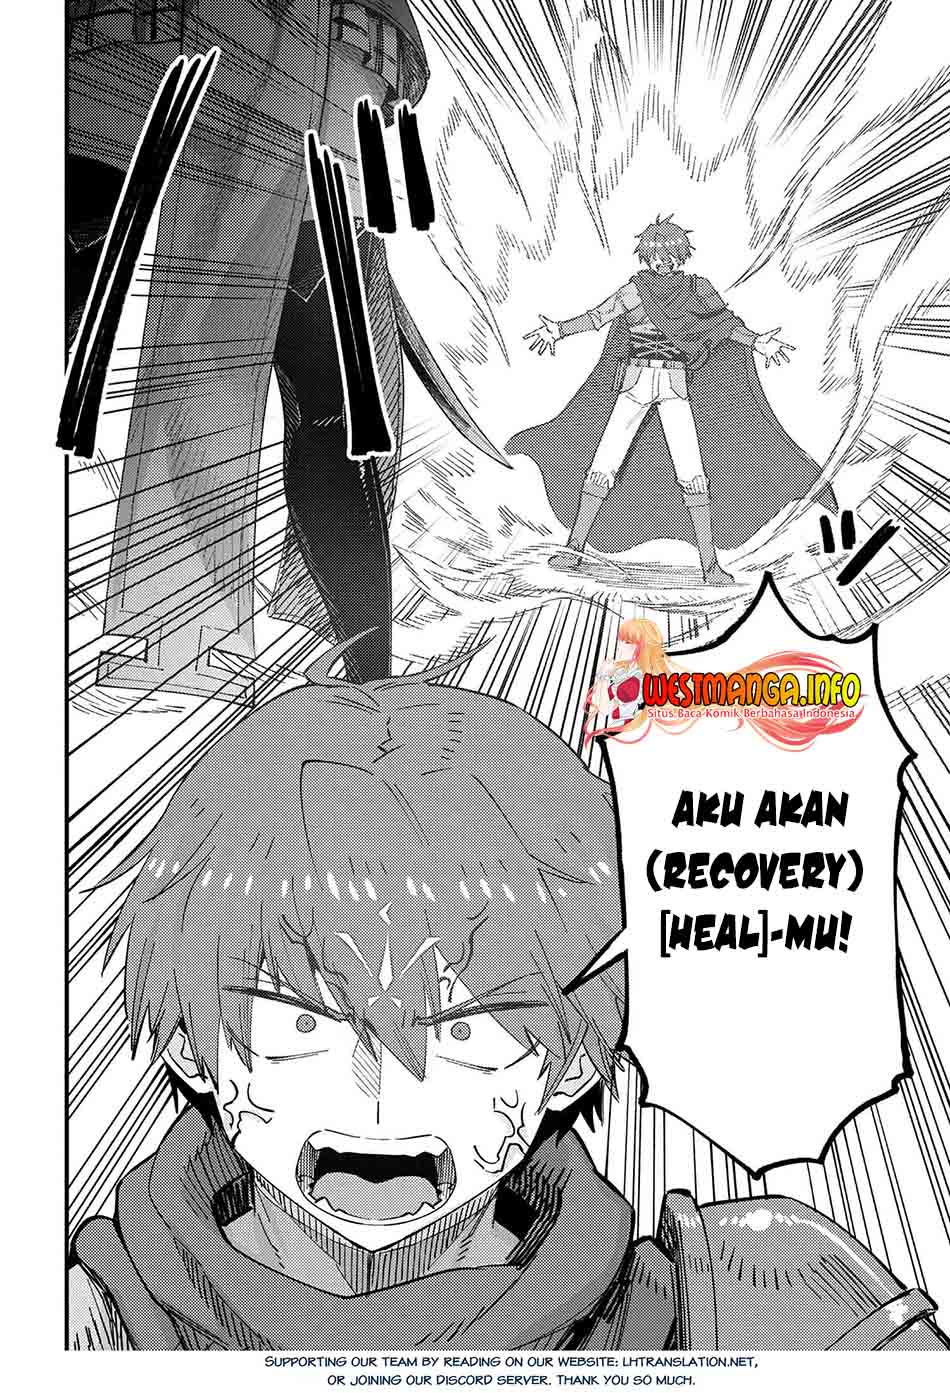 WESTMANGA.INFO
Situs Baca Komik Berbahasa Indonesia
AKU AKAN
(RECOVERY)
[HEAL]-MU!
SUPPORTING OUR TEAM BY READING ON OUR WEBSITE: LHTRANSLATION.NET,
OR JOINING OUR DISCORD SERVER. THANK YOU SO MUCH.